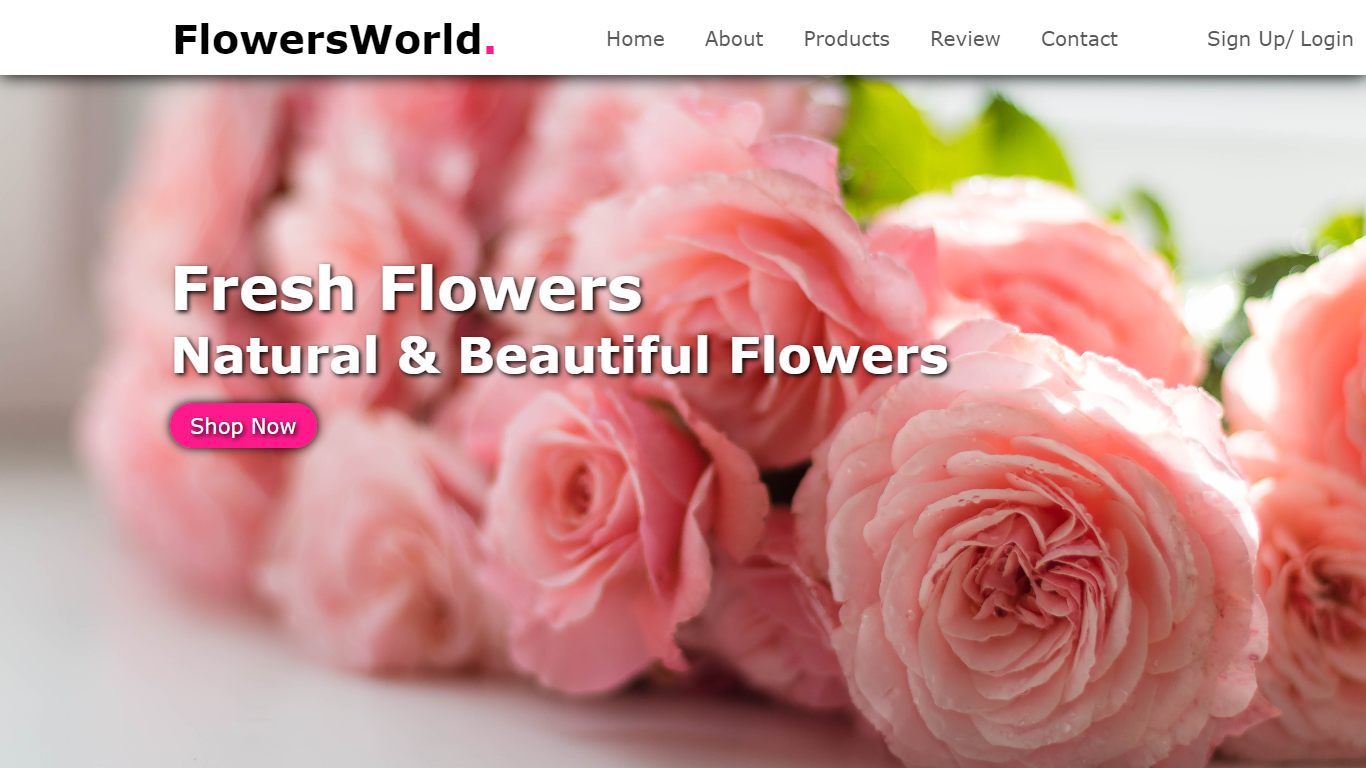 FlowersWorld.
Home About Products Review Contact Sign Up/ Login
Fresh Flowers
Natural & Beautiful Flowers
Shop Now